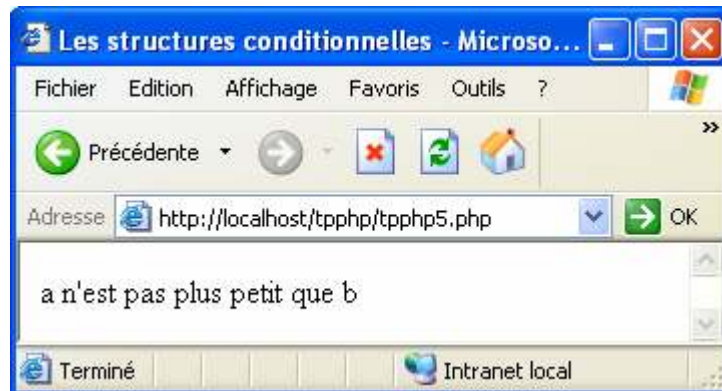 Les structures conditionnelles - Microso...
Fichier Edition Affichage Favoris Outils ?
Précédente
Adresse http://localhost/tpphp/tpphp5.php OK
a n'est pas plus petit que b
Terminé Intranet local